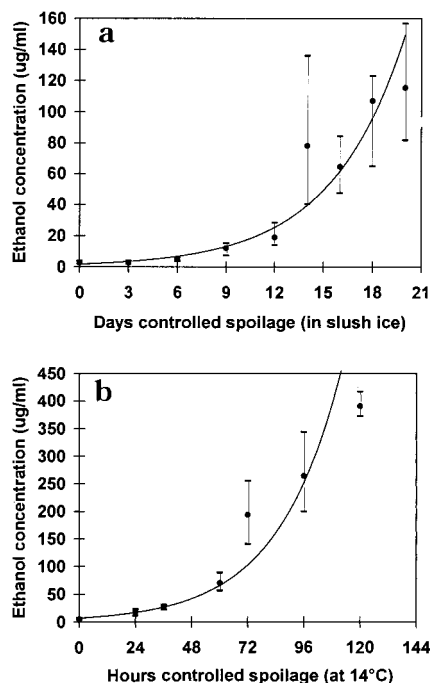 a
Ethanol concentration (ug/ml)
160
140
120
100
80
60
40
20
0
0 3 6 9 12 15 18 21
Days controlled spoilage (in slush ice)
b
Ethanol concentration (ug/ml)
450
400
350
300
250
200
150
100
50
0
0 24 48 72 96 120 144
Hours controlled spoilage (at 14°C)